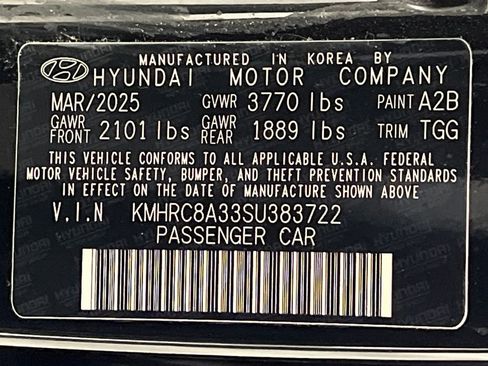 MANUFACTURED IN KOREA BY
HYUNDAI MOTOR COMPANY
MAR/2025 GVWR 3770 lbs PAINT A2B
GAWR FRONT 2101 lbs GAWR REAR 1889 lbs TRIM TGG
THIS VEHICLE CONFORMS TO ALL APPLICABLE U.S.A. FEDERAL
MOTOR VEHICLE SAFETY, BUMPER, AND THEFT PREVENTION STANDARDS
IN EFFECT ON THE DATE OF MANUFACTURE SHOWN ABOVE.
V.I.N KMHRC8A33SU383722
PASSENGER CAR